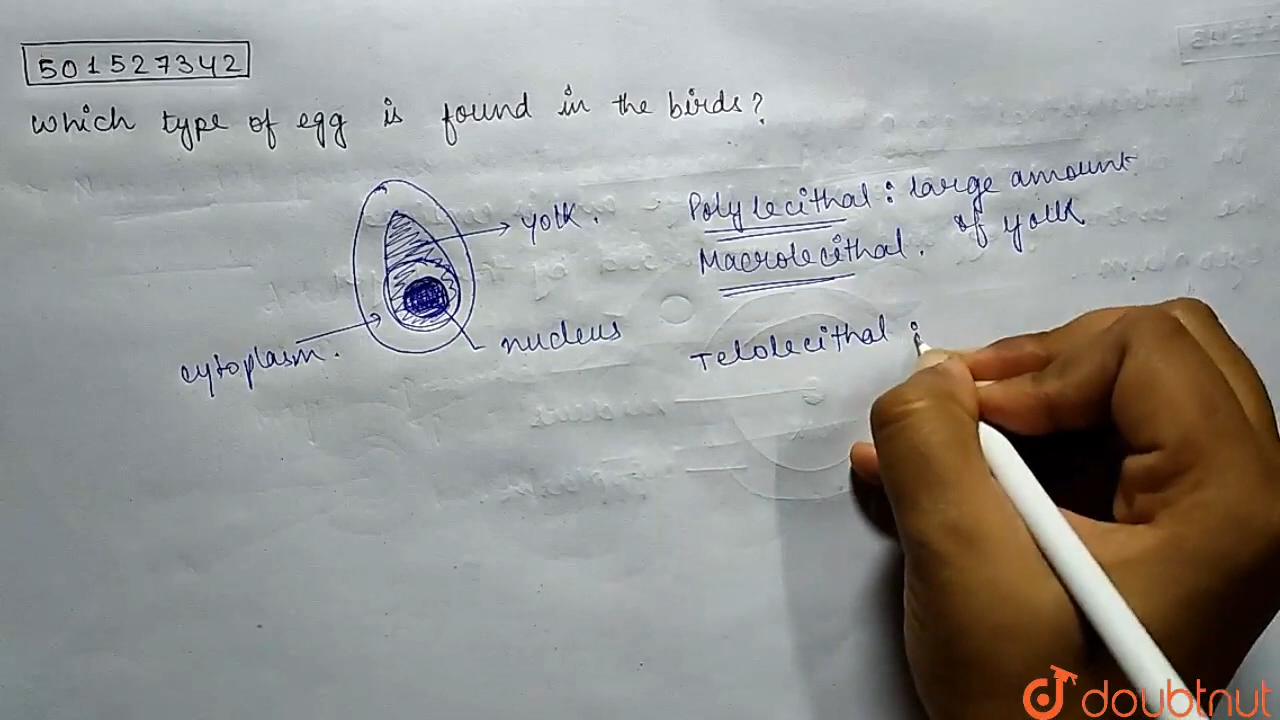 501527342
Which type of egg is found in the birds?
Polylecithal : large amount
of yolk
yolk .
Macrolecithal .
nucleus
Telolecithal :
cytoplasm .
doubtnut